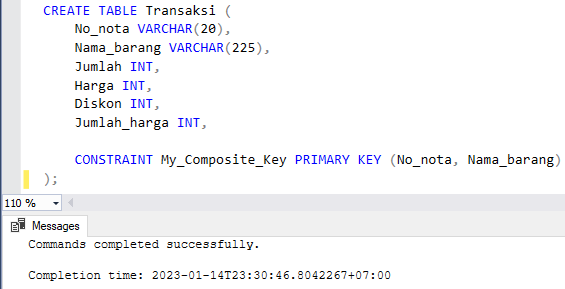 CREATE TABLE Transaksi (
No_nota VARCHAR(20),
Nama_barang VARCHAR(225),
Jumlah INT,
Harga INT,
Diskon INT,
Jumlah_harga INT,
CONSTRAINT My_Composite_Key PRIMARY KEY (No_nota, Nama_barang)
);
110 %
Messages
Commands completed successfully.
Completion time: 2023-01-14T23:30:46.8042267+07:00